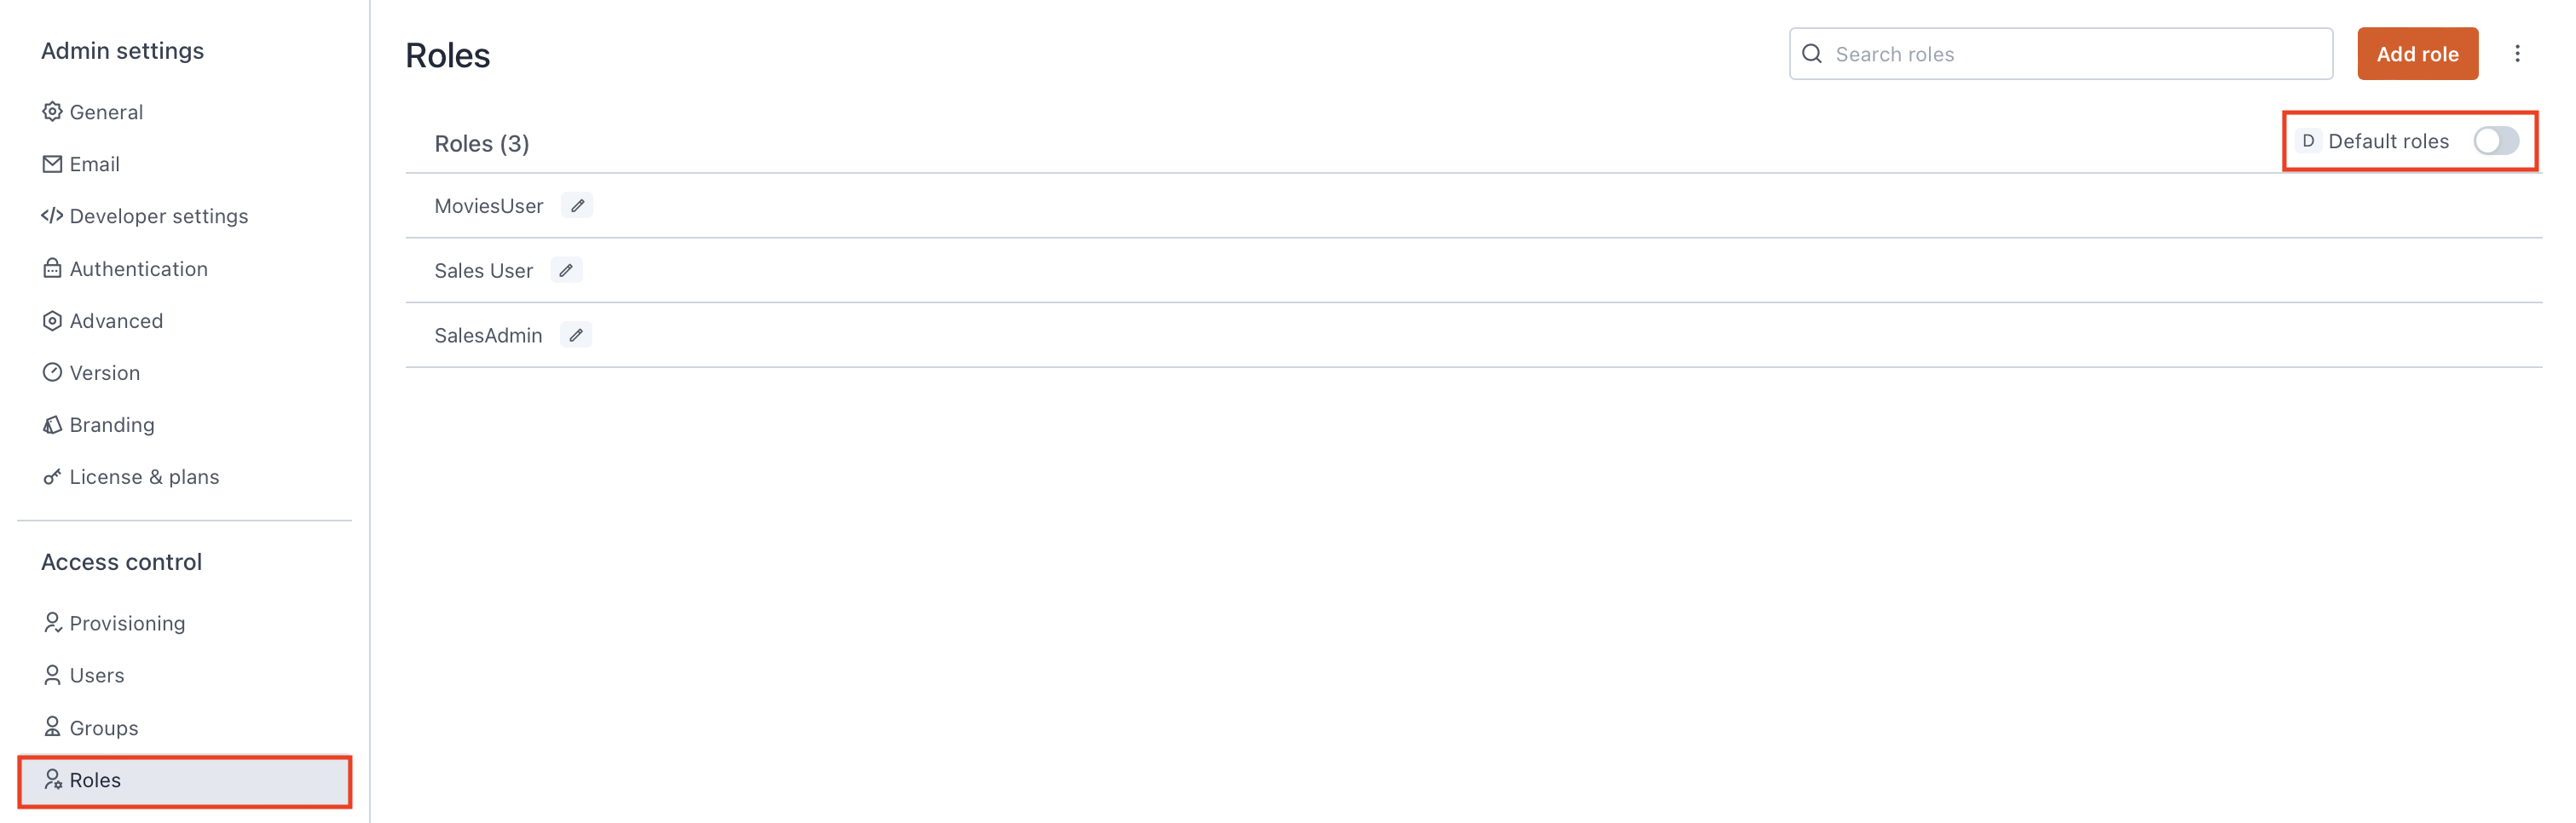 Admin settings
General
Email
Developer settings
Authentication
Advanced
Version
Branding
License & plans
Access control
Provisioning
Users
Groups
Roles
Roles
Search roles
Add role
Roles (3)
D Default roles
MoviesUser
Sales User
SalesAdmin